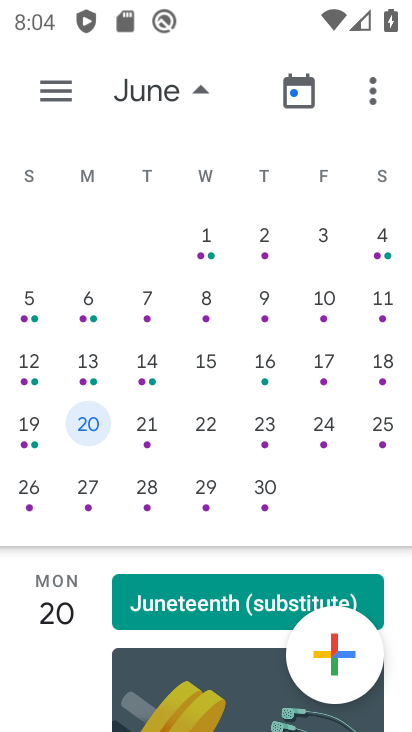 8:04
June
S M T W T F S
1 2 3 4
5 6 7 8 9 10 11
12 13 14 15 16 17 18
19 20 21 22 23 24 25
26 27 28 29 30
MON
20
Juneteenth (substitute)